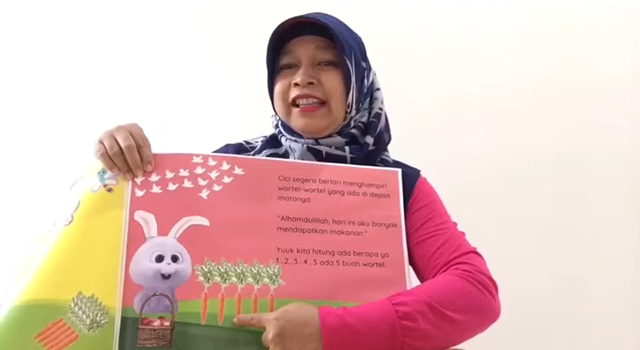 Cici segera berlari menghampiri
wortel-wortel yang ada di depan
matanya
"Alhamdulillah, hari ini aku banyak
mendapatkan makanan."
Yuuk kita hitung ada berapa ya
1...2...3...4...5 ada 5 buah wortel.